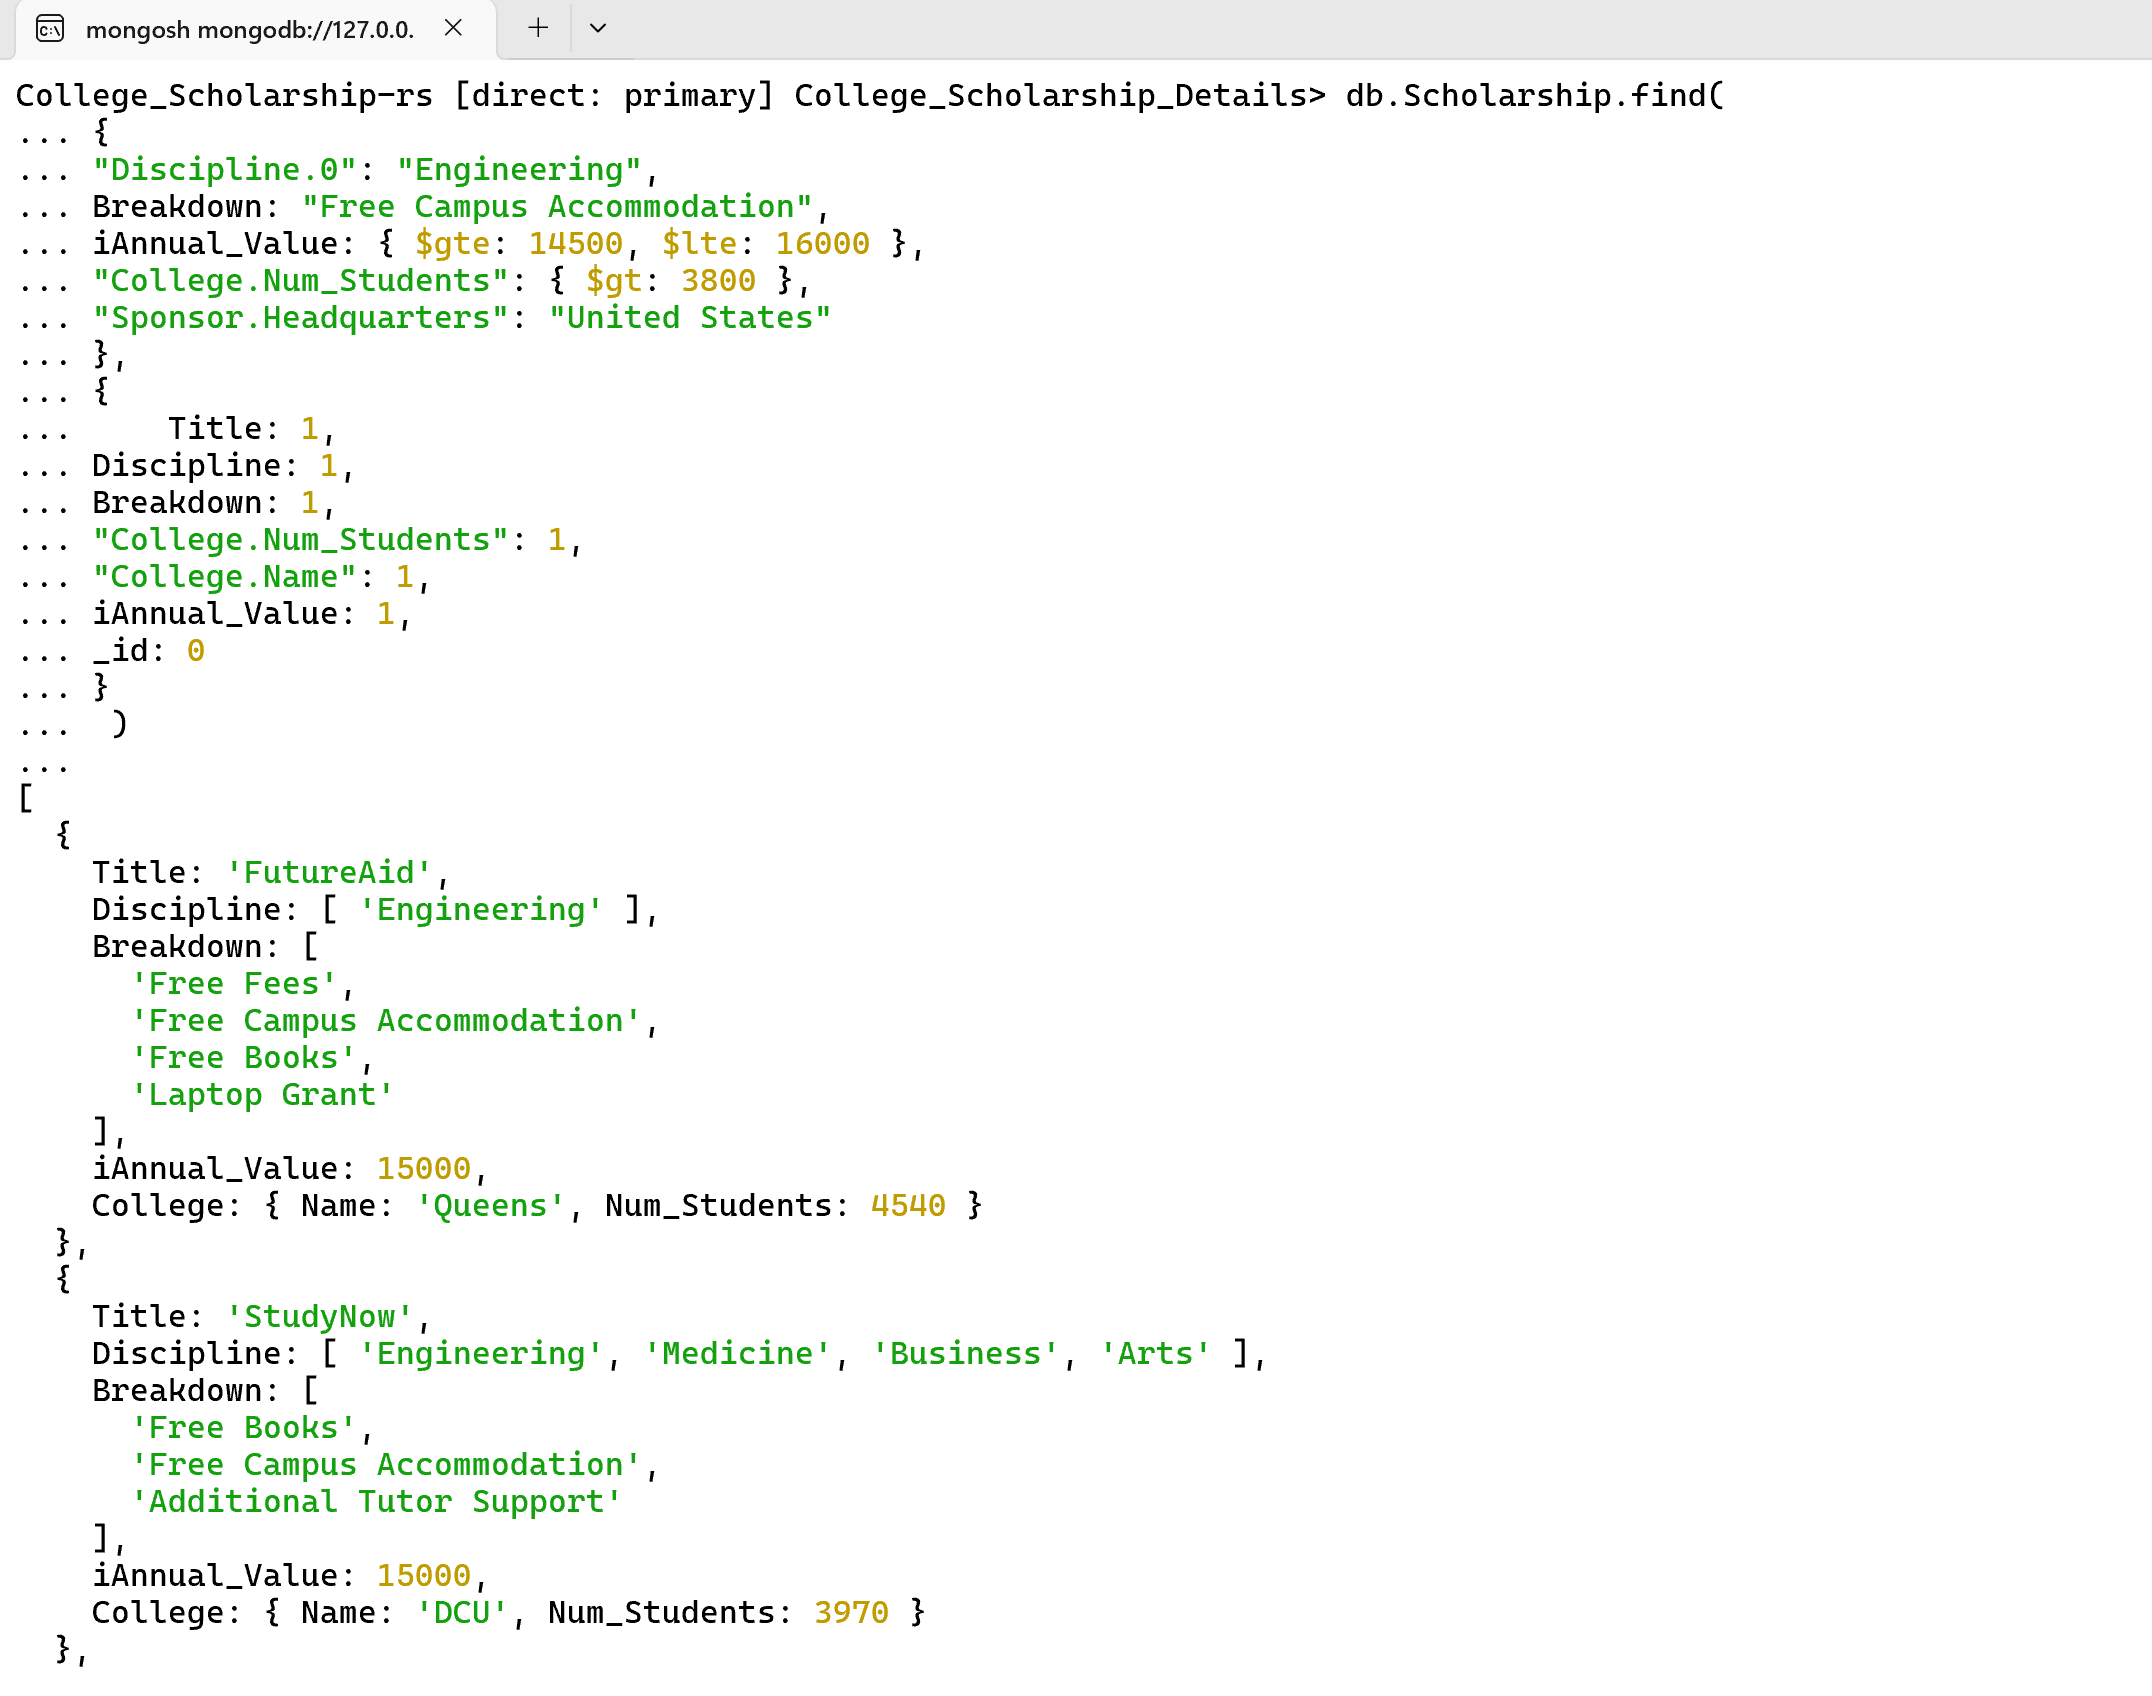 mongosh mongodb://127.0.0.
College_Scholarship-rs [direct: primary] College_Scholarship_Details> db.Scholarship.find(
... {
... "Discipline.0": "Engineering",
... Breakdown: "Free Campus Accommodation",
... iAnnual_Value: { $gte: 14500, $lte: 16000 },
... "College.Num_Students": { $gt: 3800 },
... "Sponsor.Headquarters": "United States"
... },
... {
...     Title: 1,
... Discipline: 1,
... Breakdown: 1,
... "College.Num_Students": 1,
... "College.Name": 1,
... iAnnual_Value: 1,
... _id: 0
... }
...  )
...
[
  {
    Title: 'FutureAid',
    Discipline: [ 'Engineering' ],
    Breakdown: [
      'Free Fees',
      'Free Campus Accommodation',
      'Free Books',
      'Laptop Grant'
    ],
    iAnnual_Value: 15000,
    College: { Name: 'Queens', Num_Students: 4540 }
  },
  {
    Title: 'StudyNow',
    Discipline: [ 'Engineering', 'Medicine', 'Business', 'Arts' ],
    Breakdown: [
      'Free Books',
      'Free Campus Accommodation',
      'Additional Tutor Support'
    ],
    iAnnual_Value: 15000,
    College: { Name: 'DCU', Num_Students: 3970 }
  },